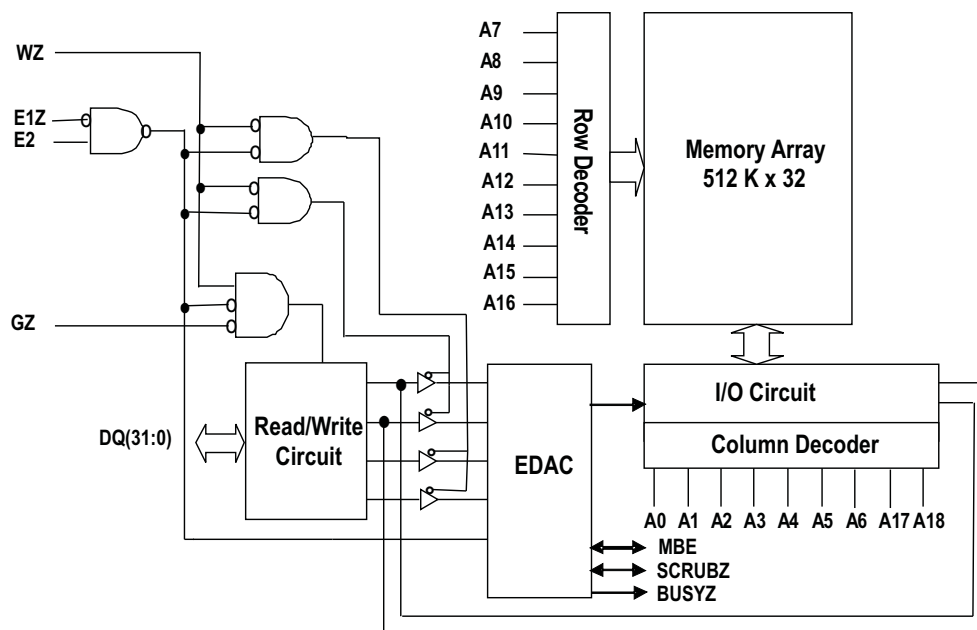 WZ
E1Z
E2
GZ
A7
A8
A9
A10
A11
A12
A13
A14
A15
A16
Row Decoder
Memory Array
512 K x 32
DQ(31:0)
Read/Write
Circuit
EDAC
I/O Circuit
Column Decoder
A0 A1 A2 A3 A4 A5 A6 A17 A18
MBE
SCRUBZ
BUSYZ